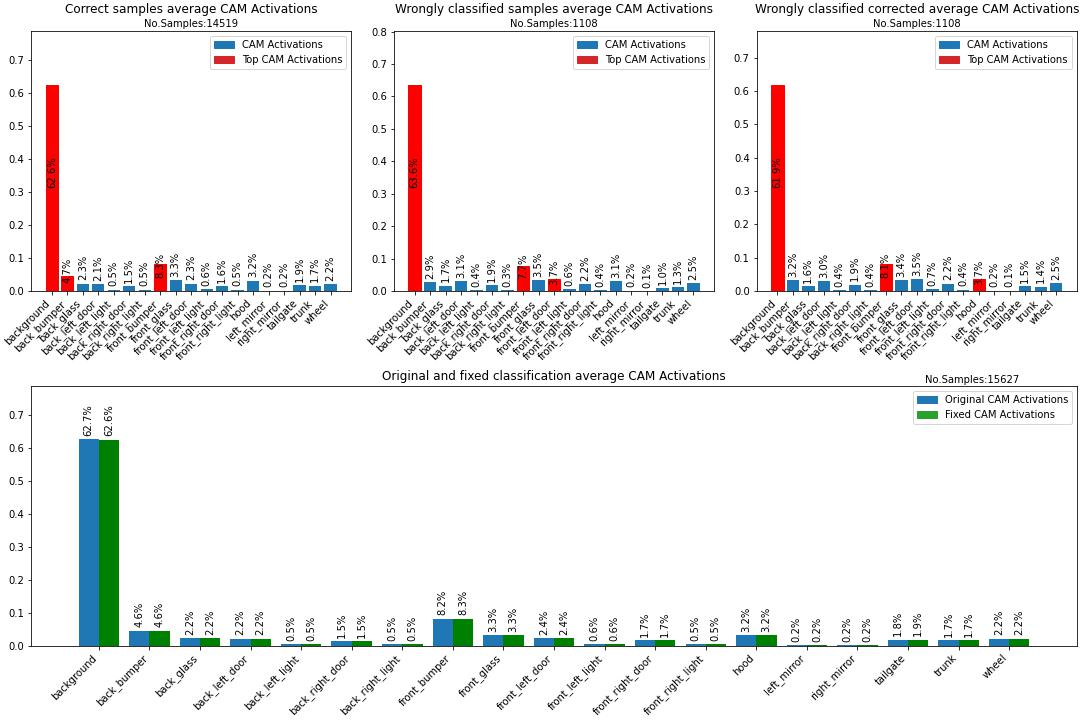 Correct samples average CAM Activations
No.Samples:14519
CAM Activations
Top CAM Activations
0.7
0.6
0.5
0.4
0.3
0.2
0.1
0.0
62.6%
4.7%
2.3%
2.1%
0.5%
1.5%
0.5%
8.3%
3.3%
2.3%
0.6%
1.6%
0.5%
3.2%
0.2%
0.2%
1.9%
1.7%
2.2%
background
back_bumper
back_glass
back_left_door
back_left_light
back_right_door
back_right_light
front_bumper
front_glass
front_left_door
front_left_light
front_right_door
front_right_light
hood
left_mirror
right_mirror
tailgate
trunk
wheel
Wrongly classified samples average CAM Activations
No.Samples:1108
CAM Activations
Top CAM Activations
0.8
0.7
0.6
0.5
0.4
0.3
0.2
0.1
0.0
63.6%
2.9%
1.7%
3.1%
0.4%
1.9%
0.3%
7.7%
3.5%
3.7%
0.6%
2.2%
0.4%
3.1%
0.2%
0.1%
1.0%
1.3%
2.5%
background
back_bumper
back_glass
back_left_door
back_left_light
back_right_door
back_right_light
front_bumper
front_glass
front_left_door
front_left_light
front_right_door
front_right_light
hood
left_mirror
right_mirror
tailgate
trunk
wheel
Wrongly classified corrected average CAM Activations
No.Samples:1108
CAM Activations
Top CAM Activations
0.7
0.6
0.5
0.4
0.3
0.2
0.1
0.0
61.9%
3.2%
1.6%
3.0%
0.4%
1.9%
0.4%
8.1%
3.4%
3.5%
0.7%
2.2%
0.4%
3.7%
0.2%
0.1%
1.5%
1.4%
2.5%
background
back_bumper
back_glass
back_left_door
back_left_light
back_right_door
back_right_light
front_bumper
front_glass
front_left_door
front_left_light
front_right_door
front_right_light
hood
left_mirror
right_mirror
tailgate
trunk
wheel
Original and fixed classification average CAM Activations
No.Samples:15627
Original CAM Activations
Fixed CAM Activations
0.7
0.6
0.5
0.4
0.3
0.2
0.1
0.0
62.7%
62.6%
4.6%
4.6%
2.2%
2.2%
2.2%
2.2%
0.5%
0.5%
1.5%
1.5%
0.5%
0.5%
8.2%
8.3%
3.3%
3.3%
2.4%
2.4%
0.6%
0.6%
1.7%
1.7%
0.5%
0.5%
3.2%
3.2%
0.2%
0.2%
0.2%
0.2%
1.8%
1.9%
1.7%
1.7%
2.2%
2.2%
background
back_bumper
back_glass
back_left_door
back_left_light
back_right_door
back_right_light
front_bumper
front_glass
front_left_door
front_left_light
front_right_door
front_right_light
hood
left_mirror
right_mirror
tailgate
trunk
wheel